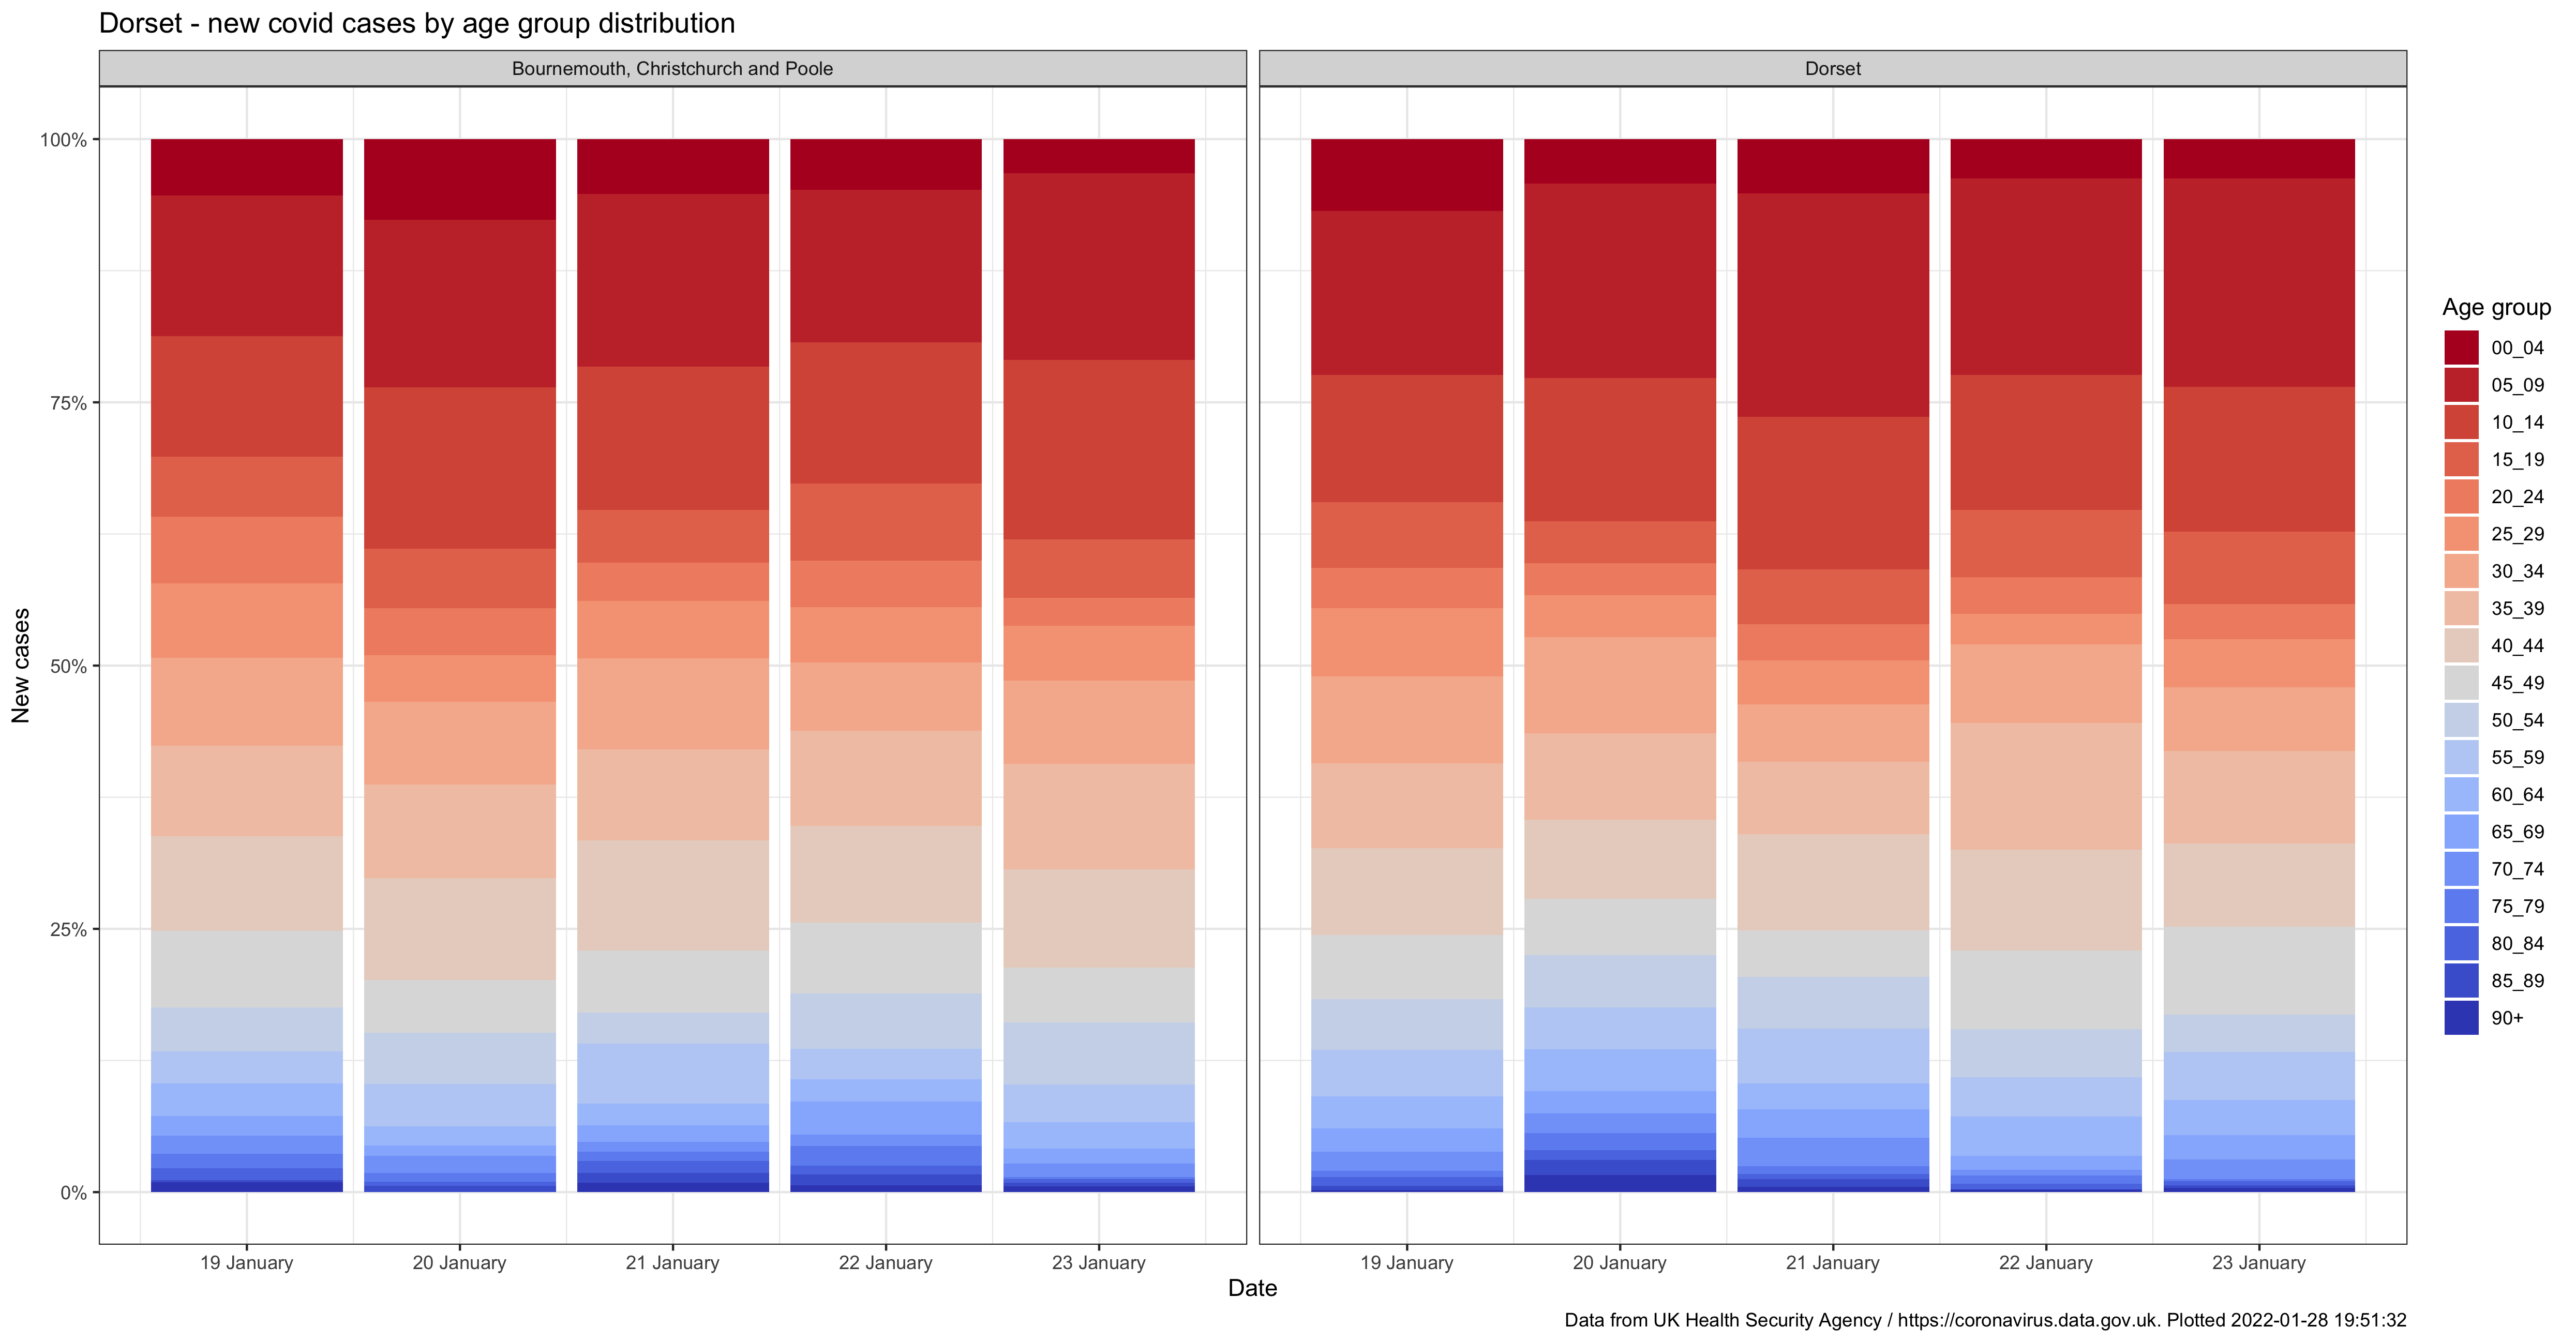 Dorset - new covid cases by age group distribution
Bournemouth, Christchurch and Poole
Dorset
New cases
100%
75%
50%
25%
0%
19 January
20 January
21 January
22 January
23 January
19 January
20 January
21 January
22 January
23 January
Date
Age group
00_04
05_09
10_14
15_19
20_24
25_29
30_34
35_39
40_44
45_49
50_54
55_59
60_64
65_69
70_74
75_79
80_84
85_89
90+
Data from UK Health Security Agency / https://coronavirus.data.gov.uk. Plotted 2022-01-28 19:51:32